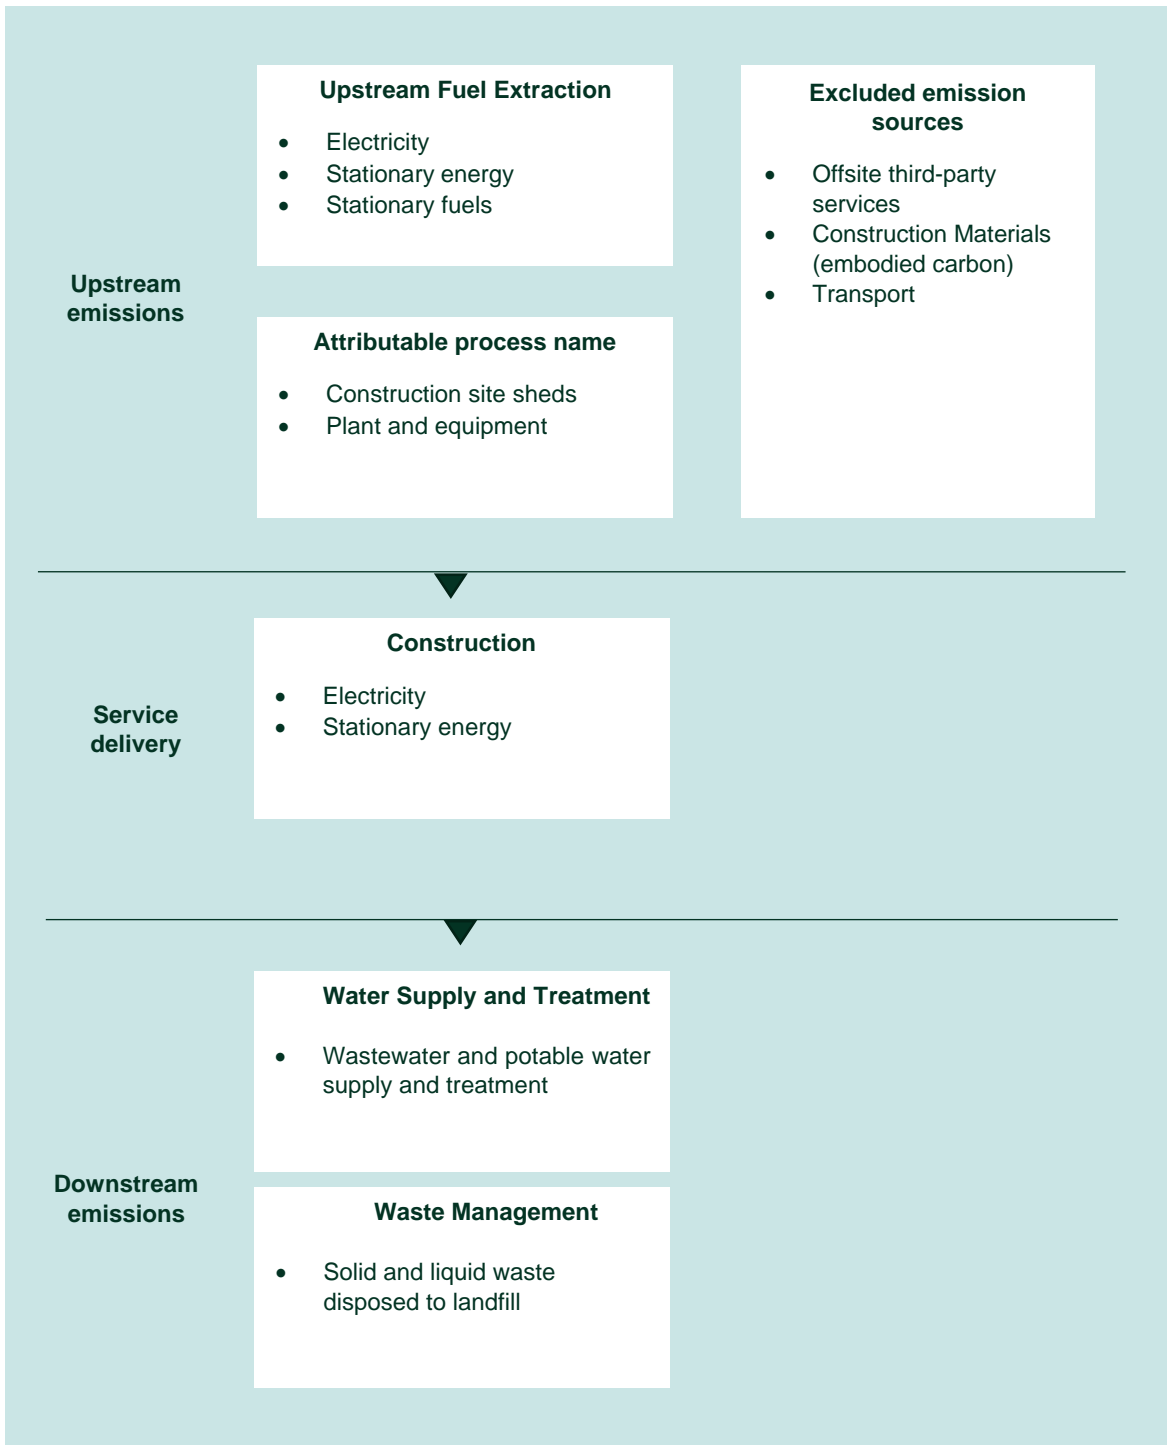 Upstream emissions
Upstream Fuel Extraction
• Electricity
• Stationary energy
• Stationary fuels
Attributable process name
• Construction site sheds
• Plant and equipment
Excluded emission
sources
• Offsite third-party
services
• Construction Materials
(embodied carbon)
• Transport
Service
delivery
Construction
• Electricity
• Stationary energy
Downstream
emissions
Water Supply and Treatment
• Wastewater and potable water
supply and treatment
Waste Management
• Solid and liquid waste
disposed to landfill